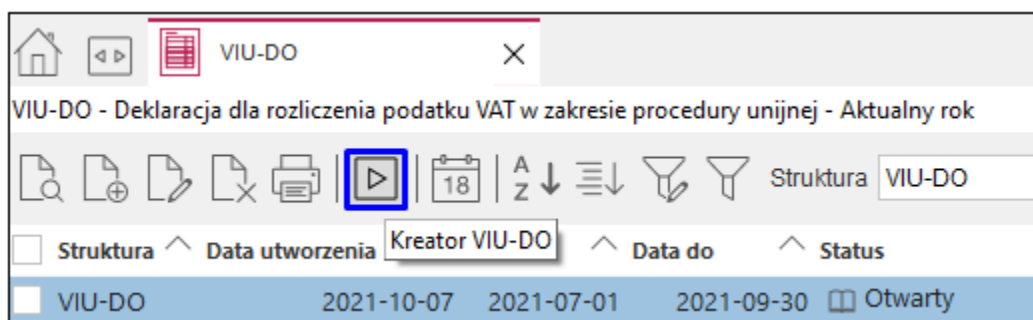 VIU-DO
VIU-DO - Deklaracja dla rozliczenia podatku VAT w zakresie procedury unijnej - Aktualny rok
18 A Z Struktura VIU-DO
Kreator VIU-DO
Struktura Data utworzenia Data do Status
VIU-DO 2021-10-07 2021-07-01 2021-09-30 Otwarty